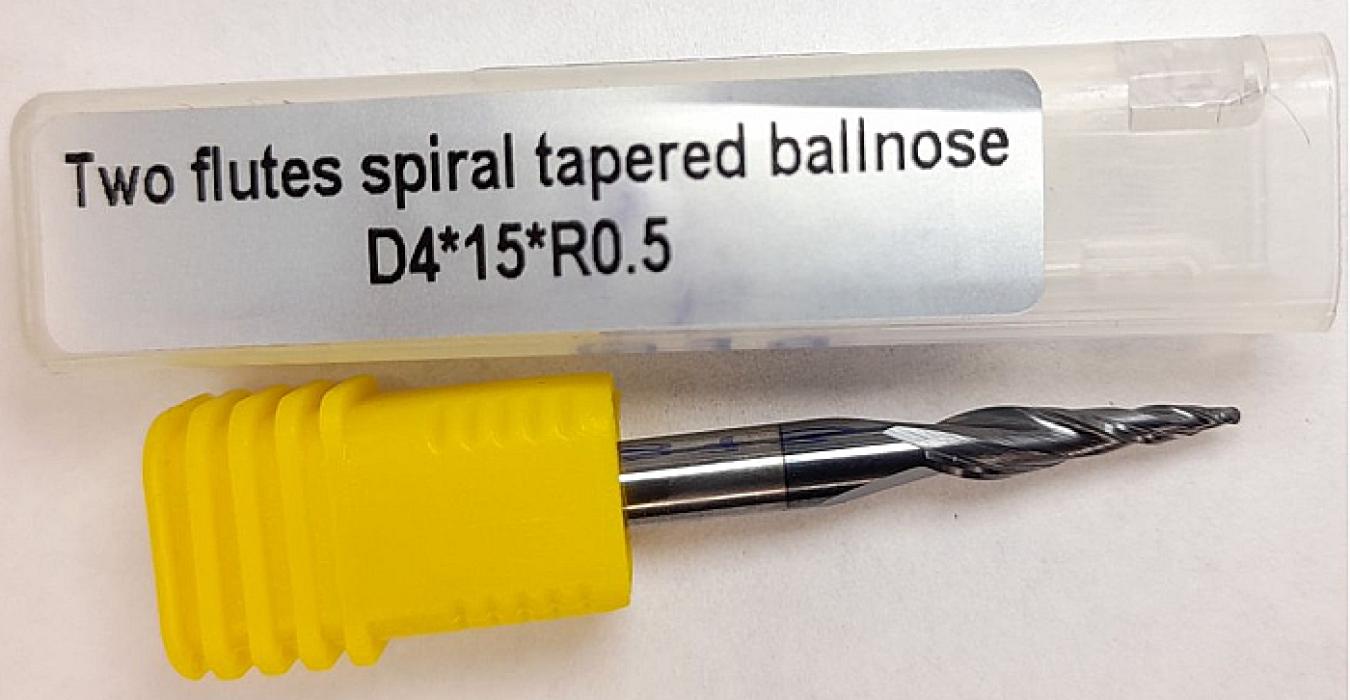 Two flutes spiral tapered ballnose
D4*15*R0.5